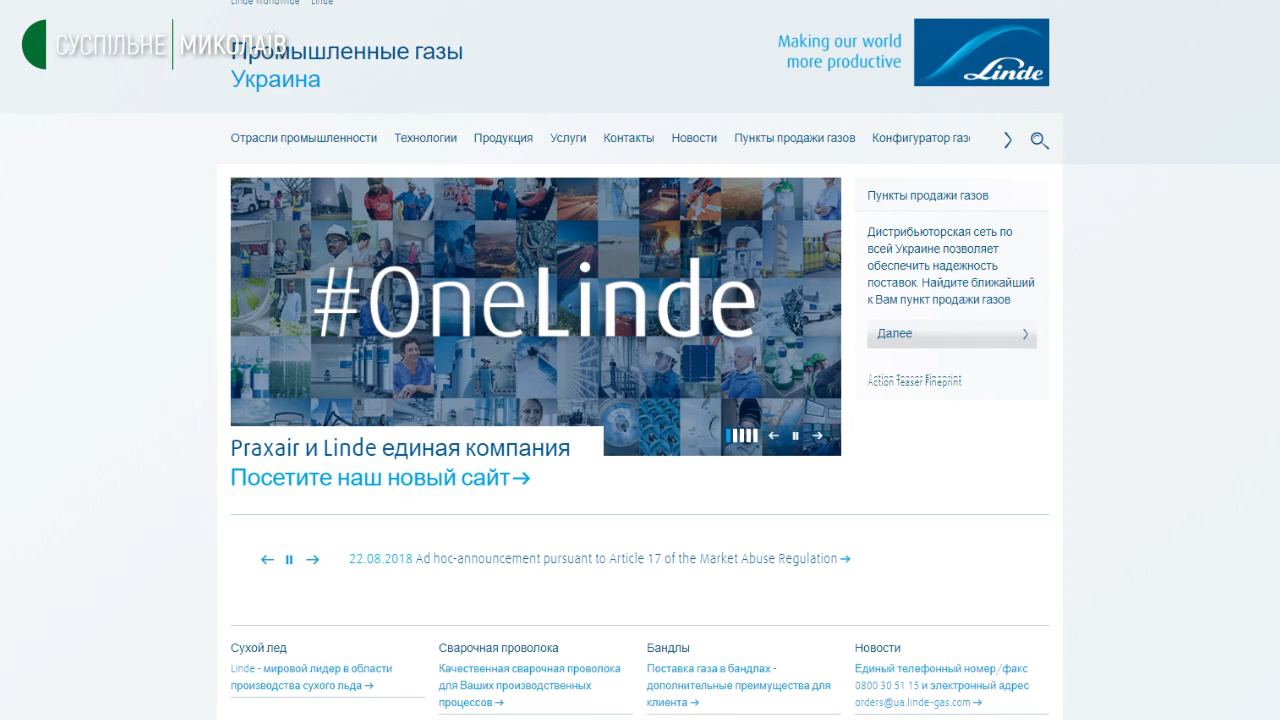 Linde Worldwide Linde
СУСПІЛЬНЕ МИКОЛАЇВ
Промышленные газы
Украина
Making our world
more productive
Linde
Отрасли промышленности Технологии Продукция Услуги Контакты Новости Пункты продажи газов Конфигуратор газо
#OneLinde
Praxair и Linde единая компания
Посетите наш новый сайт→
Пункты продажи газов
Дистрибьюторская сеть по
всей Украине позволяет
обеспечить надежность
поставок. Найдите ближайший
к Вам пункт продажи газов
Далее
Action Teaser Fineprint
22.08.2018 Ad hoc-announcement pursuant to Article 17 of the Market Abuse Regulation →
Сухой лед
Linde - мировой лидер в области
производства сухого льда →
Сварочная проволока
Качественная сварочная проволока
для Ваших производственных
процессов →
Бандлы
Поставка газа в бандлах -
дополнительные преимущества для
клиента →
Новости
Единый телефонный номер/факс
0800 30 51 15 и электронный адрес
orders@ua.linde-gas.com →